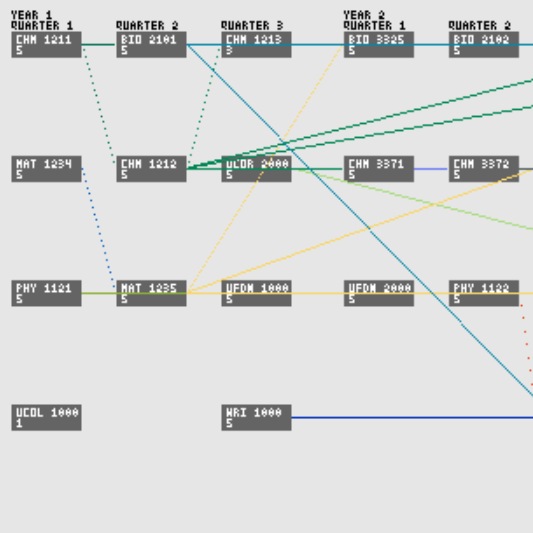 YEAR 1
QUARTER 1
QUARTER 2
QUARTER 3
YEAR 2
QUARTER 1
QUARTER 2
CHM 1211
5
BIO 2101
5
CHM 1213
3
BIO 3325
5
BIO 2102
5
MAT 1234
5
CHM 1212
5
UCOR 2000
5
CHM 3371
5
CHM 3372
5
PHY 1121
5
MAT 1235
5
UFDN 1000
5
UFDN 2000
5
PHY 1122
5
UCOL 1000
1
WRI 1000
5